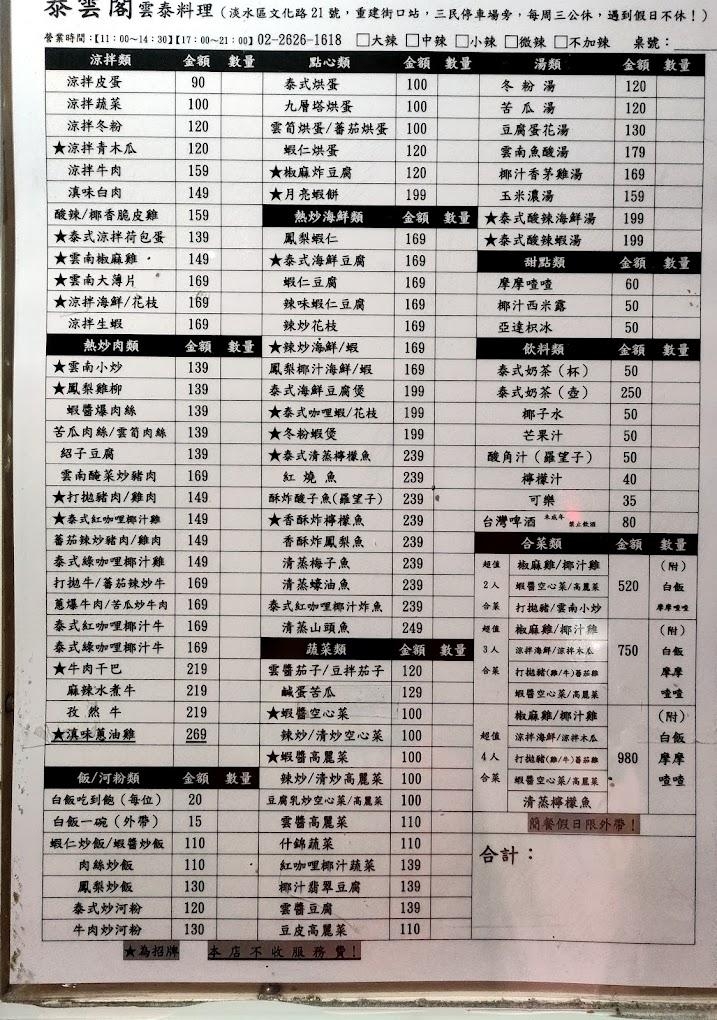 泰雲閣 雲泰料理（淡水區文化路21號，重建街口站，三民停車場旁，每周三公休，遇到假日不休！）
營業時間：【11：00～14：30】【17：00～21：00】 02-2626-1618 □大辣 □中辣 □小辣 □微辣 □不加辣 桌號：
涼拌類 金額 數量
涼拌皮蛋 90
涼拌蔬菜 100
涼拌冬粉 120
★涼拌青木瓜 120
涼拌牛肉 159
滇味白肉 149
酸辣/椰香脆皮雞 159
★泰式涼拌荷包蛋 139
★雲南椒麻雞 149
★雲南大薄片 169
★涼拌海鮮/花枝 169
涼拌生蝦 169
熱炒肉類 金額 數量
★雲南小炒 139
★鳳梨雞柳 139
蝦醬爆肉絲 139
苦瓜肉絲/雲筍肉絲 139
紹子豆腐 139
雲南醃菜炒豬肉 169
★打拋豬肉/雞肉 149
★泰式紅咖哩椰汁雞 149
蕃茄辣炒豬肉/雞肉 149
泰式綠咖哩椰汁雞 149
打拋牛/蕃茄辣炒牛 169
蔥爆牛肉/苦瓜炒牛肉 169
泰式紅咖哩椰汁牛 169
泰式綠咖哩椰汁牛 169
★牛肉干巴 219
麻辣水煮牛 219
孜然牛 219
★滇味蔥油雞 269
飯/河粉類 金額 數量
白飯吃到飽（每位） 20
白飯一碗（外帶） 15
蝦仁炒飯/蝦醬炒飯 110
肉絲炒飯 110
鳳梨炒飯 130
泰式炒河粉 120
牛肉炒河粉 130
★為招牌 本店不收服務費！
點心類 金額 數量
泰式烘蛋 100
九層塔烘蛋 100
雲筍烘蛋/蕃茄烘蛋 100
蝦仁烘蛋 120
★椒麻炸豆腐 120
★月亮蝦餅 199
熱炒海鮮類 金額 數量
鳳梨蝦仁 169
★泰式海鮮豆腐 169
蝦仁豆腐 169
辣味蝦仁豆腐 169
辣炒花枝 169
★辣炒海鮮/蝦 169
鳳梨椰汁海鮮/蝦 169
泰式海鮮豆腐煲 199
★泰式咖哩蝦/花枝 199
★冬粉蝦煲 199
★泰式清蒸檸檬魚 239
紅燒魚 239
酥炸酸子魚(羅望子) 239
★香酥炸檸檬魚 239
香酥炸鳳梨魚 239
清蒸梅子魚 239
清蒸蠔油魚 239
泰式紅咖哩椰汁炸魚 239
清蒸山頭魚 249
蔬菜類 金額 數量
雲醬茄子/豆拌茄子 120
鹹蛋苦瓜 129
★蝦醬空心菜 100
辣炒/清炒空心菜 100
★蝦醬高麗菜 100
辣炒/清炒高麗菜 100
豆腐乳炒空心菜/高麗菜 100
雲醬高麗菜 110
什錦蔬菜 110
紅咖哩椰汁蔬菜 139
椰汁翡翠豆腐 139
雲醬豆腐 139
豆皮高麗菜 110
湯類 金額 數量
冬粉湯 120
苦瓜湯 120
豆腐蛋花湯 130
雲南魚酸湯 179
椰汁香茅雞湯 169
玉米濃湯 159
★泰式酸辣海鮮湯 199
★泰式酸辣蝦湯 199
甜點類 金額 數量
摩摩喳喳 60
椰汁西米露 50
亞達枳冰 50
飲料類 金額 數量
泰式奶茶（杯） 50
泰式奶茶（壺） 250
椰子水 50
芒果汁 50
酸角汁（羅望子） 50
檸檬汁 40
可樂 35
台灣啤酒 未成年 禁止飲酒 80
合菜類 金額 數量
超值 椒麻雞/椰汁雞 （附）
2人 蝦醬空心菜/高麗菜 520 白飯
合菜 打拋豬/雲南小炒 摩摩喳喳
超值 椒麻雞/椰汁雞 （附）
3人 涼拌海鮮/涼拌木瓜 750 白飯
合菜 打拋豬(雞/牛)蕃茄雞 摩摩
蝦醬空心菜/高麗菜 喳喳
椒麻雞/椰汁雞 （附）
超值 涼拌海鮮/涼拌木瓜 白飯
4人 打拋豬(雞/牛)蕃茄雞 980 摩摩
合菜 蝦醬空心菜/高麗菜 喳喳
清蒸檸檬魚
簡餐假日限外帶！
合計：